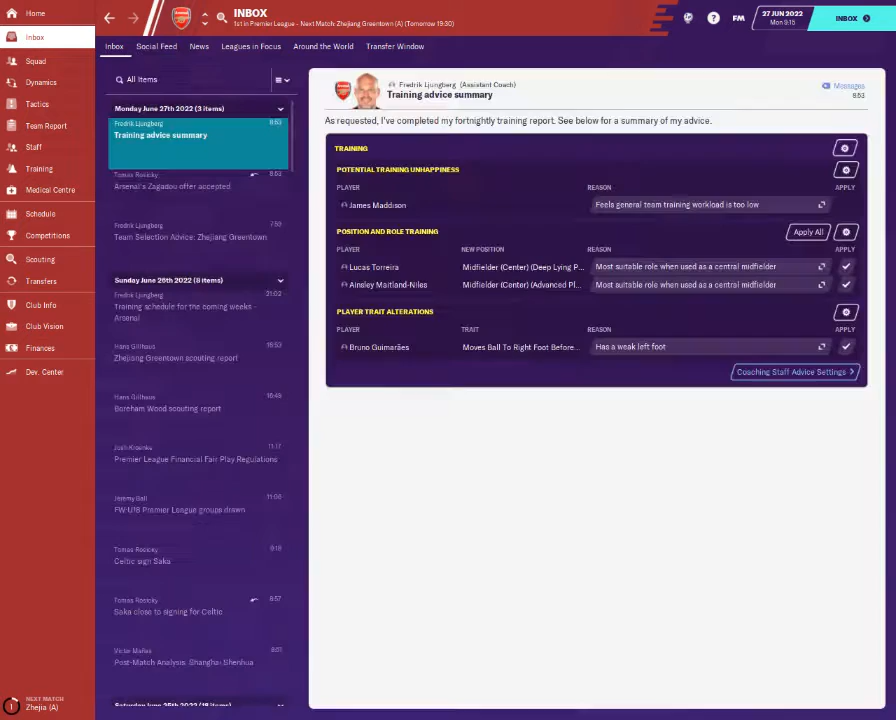 Home
Inbox
Squad
Dynamics
Tactics
Team Report
Staff
Training
Medical Centre
Schedule
Competitions
Scouting
Transfers
Club Info
Club Vision
Finances
Dev. Center
1
NEXT MATCH
Zhejia (A)
INBOX
1st in Premier League - Next Match: Zhejiang Greentown (A) (Tomorrow 19:30)
?
FM
27 JUN 2022
Mon 9:15
INBOX
Inbox Social Feed News Leagues in Focus Around the World Transfer Window
All Items
Monday June 27th 2022 (3 items)
Fredrik Ljungberg 8:53
Training advice summary
Tomas Rosicky 8:53
Arsenal's Zagadou offer accepted
Fredrik Ljungberg 7:59
Team Selection Advice: Zhejiang Greentown
Sunday June 26th 2022 (8 items)
Fredrik Ljungberg 21:02
Training schedule for the coming weeks -
Arsenal
Hans Gillhaus 16:53
Zhejiang Greentown scouting report
Hans Gillhaus 16:49
Boreham Wood scouting report
Josh Kroenke 11:17
Premier League Financial Fair Play Regulations
Jeremy Ball 11:06
FW U18 Premier League groups drawn
Tomas Rosicky 9:18
Celtic sign Saka
Tomas Rosicky 8:57
Saka close to signing for Celtic
Victor Mañas 8:51
Post-Match Analysis: Shanghai Shenhua
Saturday June 25th 2022 (18 items)
Fredrik Ljungberg (Assistant Coach)
Training advice summary
Messages
8:53
As requested, I've completed my fortnightly training report. See below for a summary of my advice.
TRAINING
POTENTIAL TRAINING UNHAPPINESS
PLAYER REASON APPLY
James Maddison Feels general team training workload is too low
POSITION AND ROLE TRAINING Apply All
PLAYER NEW POSITION REASON APPLY
Lucas Torreira Midfielder (Center) (Deep Lying P... Most suitable role when used as a central midfielder
Ainsley Maitland-Niles Midfielder (Center) (Advanced Pl... Most suitable role when used as a central midfielder
PLAYER TRAIT ALTERATIONS
PLAYER TRAIT REASON APPLY
Bruno Guimarães Moves Ball To Right Foot Before... Has a weak left foot
Coaching Staff Advice Settings